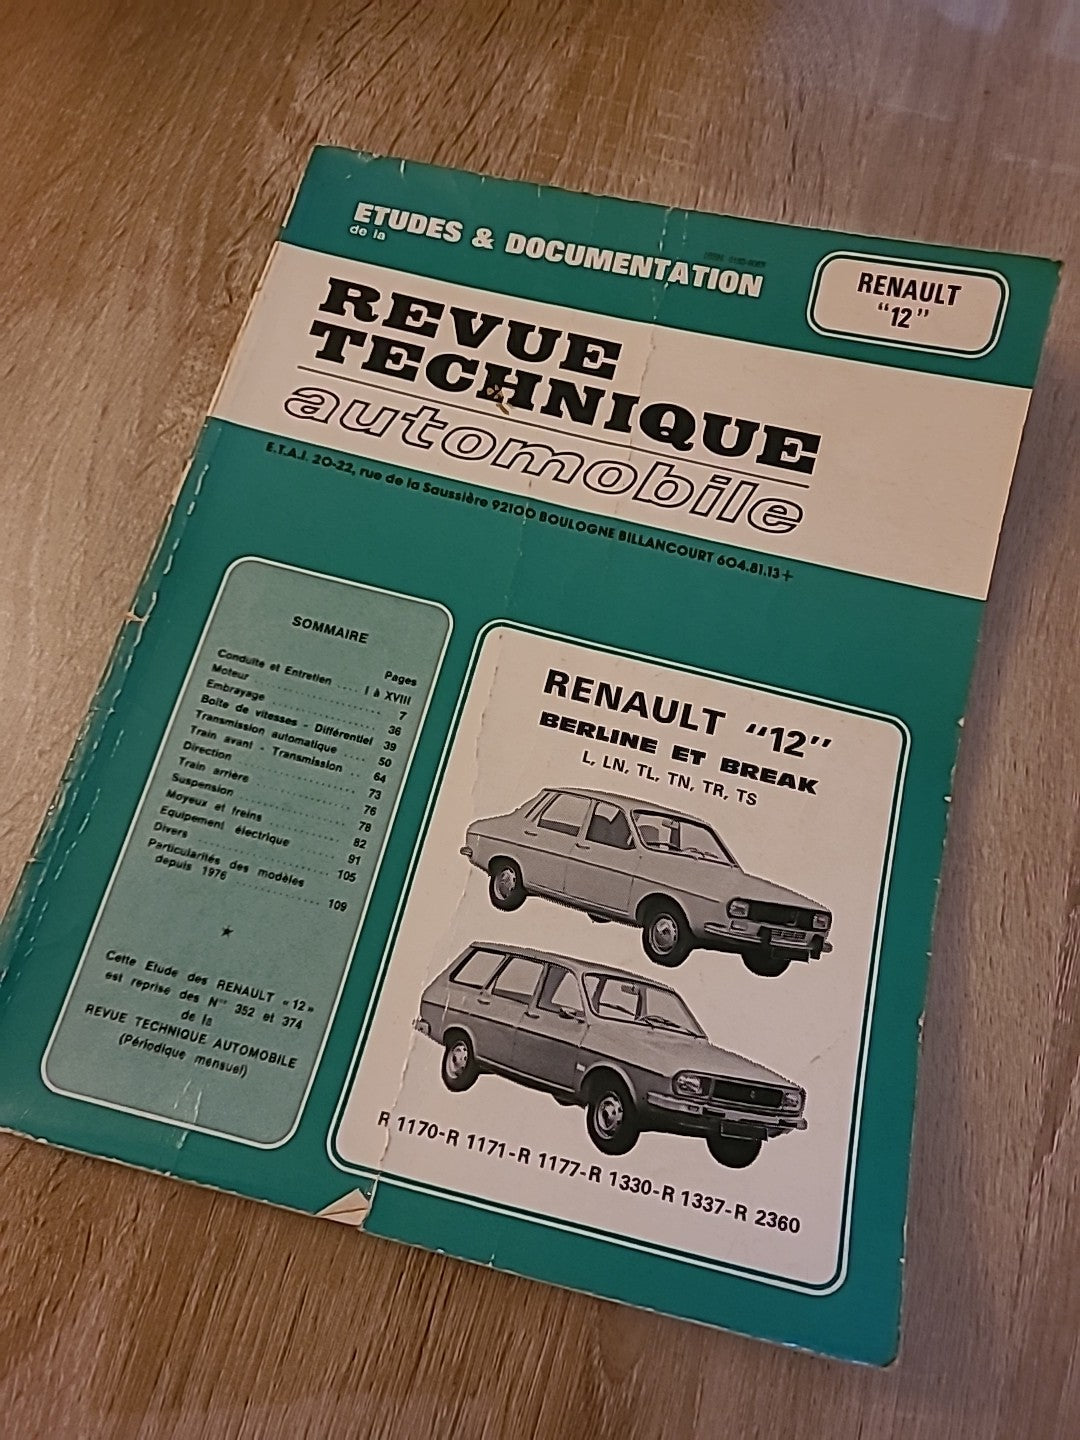 ETUDES & DOCUMENTATION
de la
RENAULT
"12"
REVUE
TECHNIQUE
automobile
E.T.A.I. 20-22, rue de la Saussière 92100 BOULOGNE BILLANCOURT 604.81.13+
SOMMAIRE
Pages
Conduite et Entretien .... I à XVIII
Moteur .................... 7
Embrayage .................... 36
Boîte de vitesses - Différentiel 39
Transmission automatique .... 50
Train avant - Transmission .. 64
Direction .................... 73
Train arrière .................... 76
Suspension .................... 78
Moyeux et freins .............. 82
Equipement électrique ........ 91
Divers .................... 105
Particularités des modèles
depuis 1976 .............. 109
★
Cette Etude des RENAULT « 12 »
est reprise des Nos 352 et 374
de la
REVUE TECHNIQUE AUTOMOBILE
(Périodique mensuel)
RENAULT "12"
BERLINE ET BREAK
L, LN, TL, TN, TR, TS
R 1170-R 1171-R 1177-R 1330-R 1337-R 2360